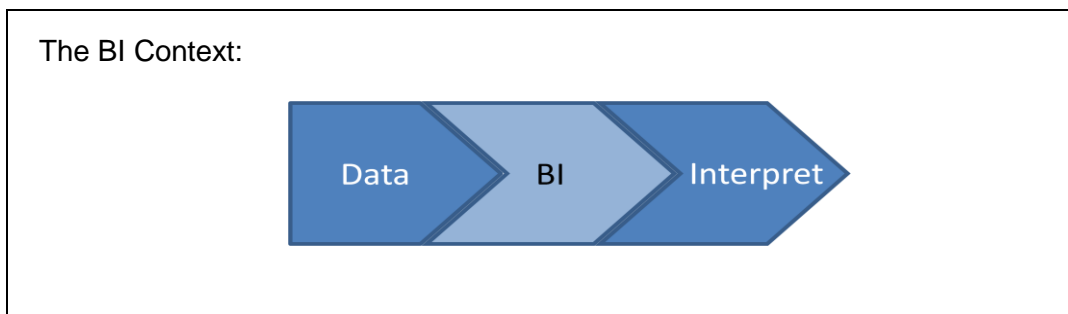 The BI Context:
Data
BI
Interpret